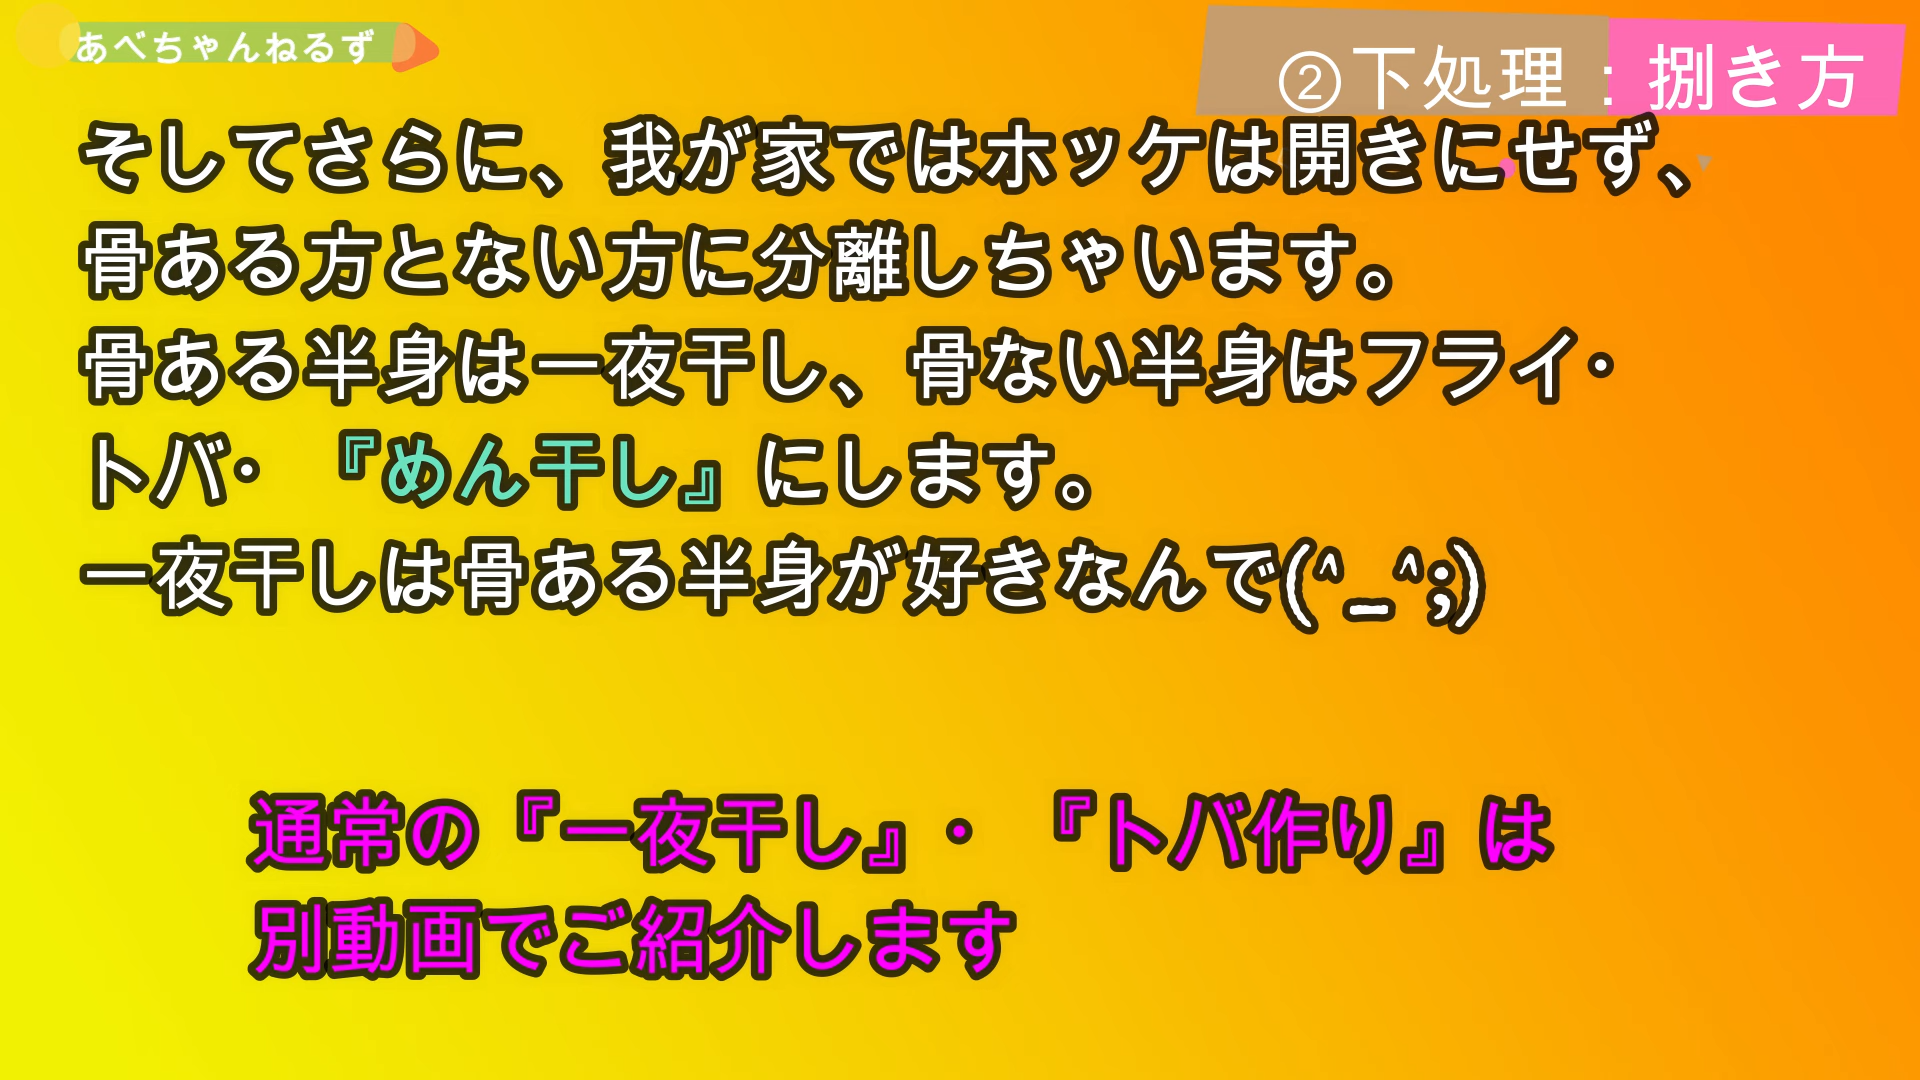 あべちゃんねるず
②下処理：捌き方
そしてさらに、我が家ではホッケは開きにせず、
骨ある方とない方に分離しちゃいます。
骨ある半身は一夜干し、骨ない半身はフライ・
トバ・『めん干し』にします。
一夜干しは骨ある半身が好きなんで(^_^;)
通常の『一夜干し』・『トバ作り』は
別動画でご紹介します